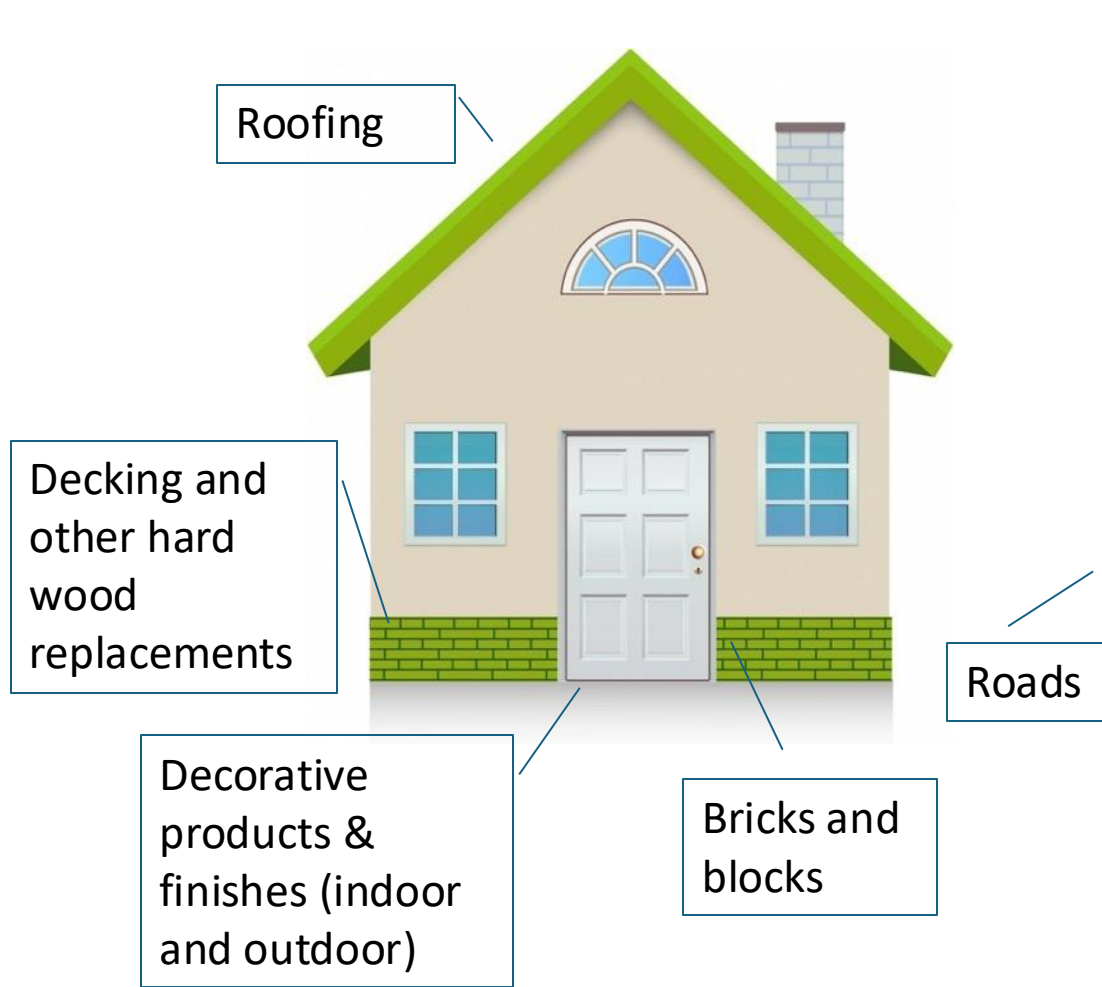 Roofing
Decking and
other hard
wood
replacements
Roads
Decorative
products &
finishes (indoor
and outdoor)
Bricks and
blocks